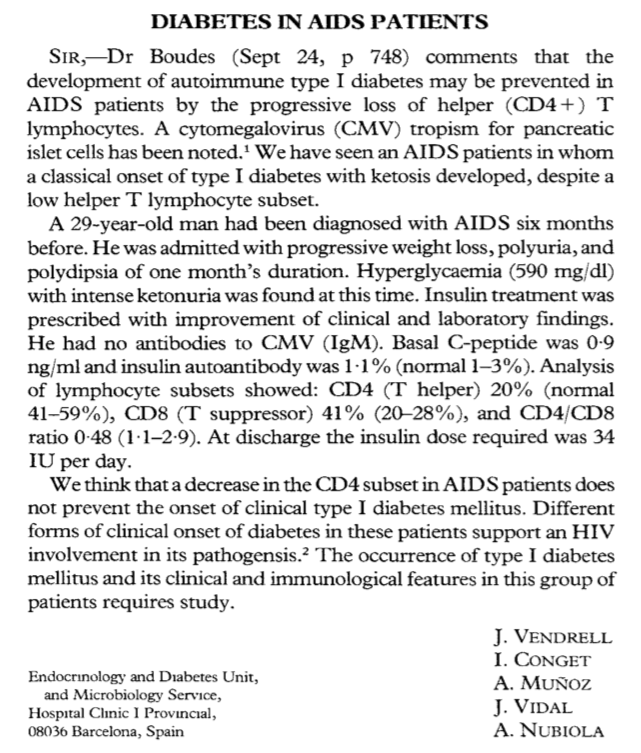 DIABETES IN AIDS PATIENTS
SIR,—Dr Boudes (Sept 24, p 748) comments that the
development of autoimmune type I diabetes may be prevented in
AIDS patients by the progressive loss of helper (CD4+) T
lymphocytes. A cytomegalovirus (CMV) tropism for pancreatic
islet cells has been noted.¹ We have seen an AIDS patients in whom
a classical onset of type I diabetes with ketosis developed, despite a
low helper T lymphocyte subset.
A 29-year-old man had been diagnosed with AIDS six months
before. He was admitted with progressive weight loss, polyuria, and
polydipsia of one month's duration. Hyperglycaemia (590 mg/dl)
with intense ketonuria was found at this time. Insulin treatment was
prescribed with improvement of clinical and laboratory findings.
He had no antibodies to CMV (IgM). Basal C-peptide was 0·9
ng/ml and insulin autoantibody was 1·1% (normal 1–3%). Analysis
of lymphocyte subsets showed: CD4 (T helper) 20% (normal
41–59%), CD8 (T suppressor) 41% (20–28%), and CD4/CD8
ratio 0·48 (1·1–2·9). At discharge the insulin dose required was 34
IU per day.
We think that a decrease in the CD4 subset in AIDS patients does
not prevent the onset of clinical type I diabetes mellitus. Different
forms of clinical onset of diabetes in these patients support an HIV
involvement in its pathogensis.² The occurrence of type I diabetes
mellitus and its clinical and immunological features in this group of
patients requires study.
Endocrinology and Diabetes Unit,
and Microbiology Service,
Hospital Clinic I Provincial,
08036 Barcelona, Spain
J. VENDRELL
I. CONGET
A. MUÑOZ
J. VIDAL
A. NUBIOLA